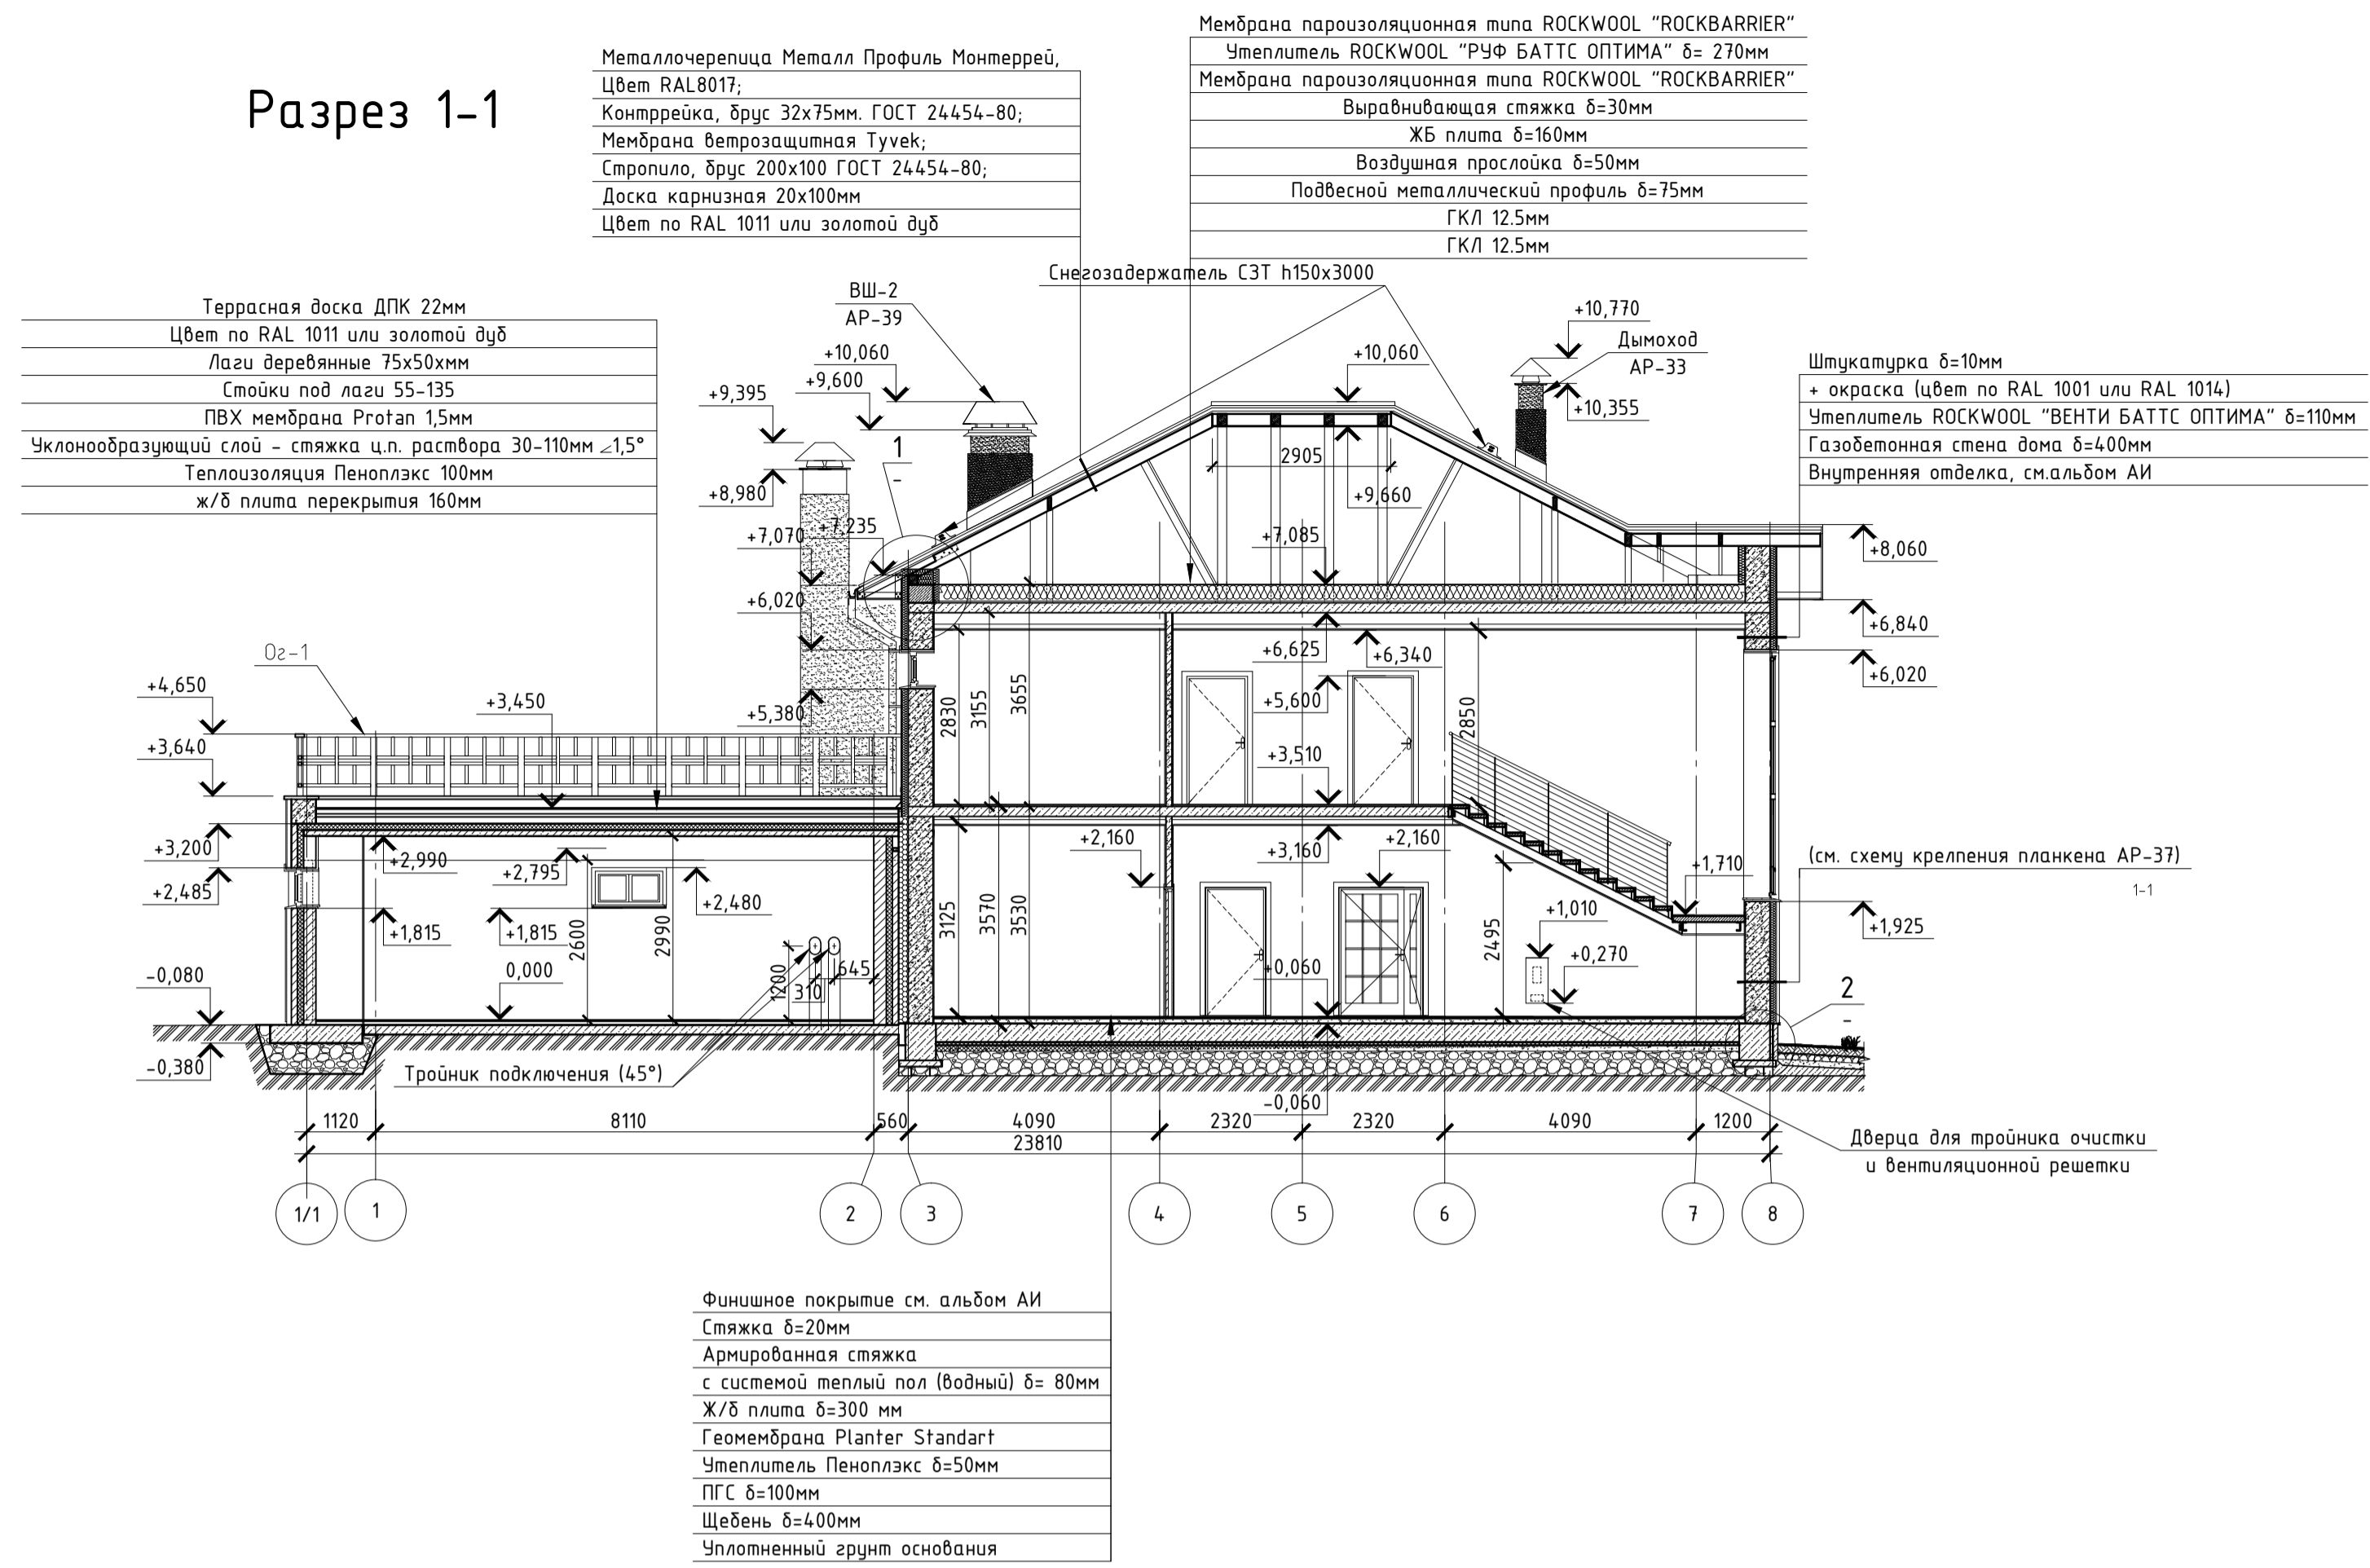 Разрез 1-1
Металлочерепица Металл Профиль Монтеррей,
Цвет RAL8017;
Контррейка, брус 32х75мм. ГОСТ 24454-80;
Мембрана ветрозащитная Tyvek;
Стропило, брус 200х100 ГОСТ 24454-80;
Доска карнизная 20х100мм
Цвет по RAL 1011 или золотой дуб
Мембрана пароизоляционная типа ROCKWOOL "ROCKBARRIER"
Утеплитель ROCKWOOL "РУФ БАТТС ОПТИМА" δ= 270мм
Мембрана пароизоляционная типа ROCKWOOL "ROCKBARRIER"
Выравнивающая стяжка δ=30мм
ЖБ плита δ=160мм
Воздушная прослойка δ=50мм
Подвесной металлический профиль δ=75мм
ГКЛ 12.5мм
ГКЛ 12.5мм
Снегозадержатель СЗТ h150х3000
Террасная доска ДПК 22мм
Цвет по RAL 1011 или золотой дуб
Лаги деревянные 75х50хмм
Стойки под лаги 55-135
ПВХ мембрана Protan 1,5мм
Уклонообразующий слой - стяжка ц.п. раствора 30-110мм ∠1,5°
Теплоизоляция Пеноплэкс 100мм
ж/б плита перекрытия 160мм
ВШ-2
АР-39
+10,060
+9,600
+9,395
+8,980
1
-
+10,060
2905
+9,660
+10,770
Дымоход
АР-33
+10,355
Штукатурка δ=10мм
+ окраска (цвет по RAL 1001 или RAL 1014)
Утеплитель ROCKWOOL "ВЕНТИ БАТТС ОПТИМА" δ=110мм
Газобетонная стена дома δ=400мм
Внутренняя отделка, см.альбом АИ
+7,235
+7,070
+7,085
+8,060
+6,020
+6,840
+6,625
+6,340
+6,020
Ог-1
+4,650
+3,450
+3,640
+5,380
2830
3155
3655
+5,600
2850
+3,510
+3,200
+2,990
+2,795
+2,485
+2,480
+1,815
+1,815
2600
2990
+2,160
+3,160
+2,160
+1,710
(см. схему крелпения планкена АР-37)
1-1
+1,925
3125
3570
3530
2495
+1,010
+0,270
+0,060
-0,080
0,000
1200
310
645
2
-
-0,380
Тройник подключения (45°)
-0,060
1120
8110
560
4090
2320
2320
4090
1200
23810
Дверца для тройника очистки
и вентиляционной решетки
1/1
1
2
3
4
5
6
7
8
Финишное покрытие см. альбом АИ
Стяжка δ=20мм
Армированная стяжка
с системой теплый пол (водный) δ= 80мм
Ж/б плита δ=300 мм
Геомембрана Planter Standart
Утеплитель Пеноплэкс δ=50мм
ПГС δ=100мм
Щебень δ=400мм
Уплотненный грунт основания